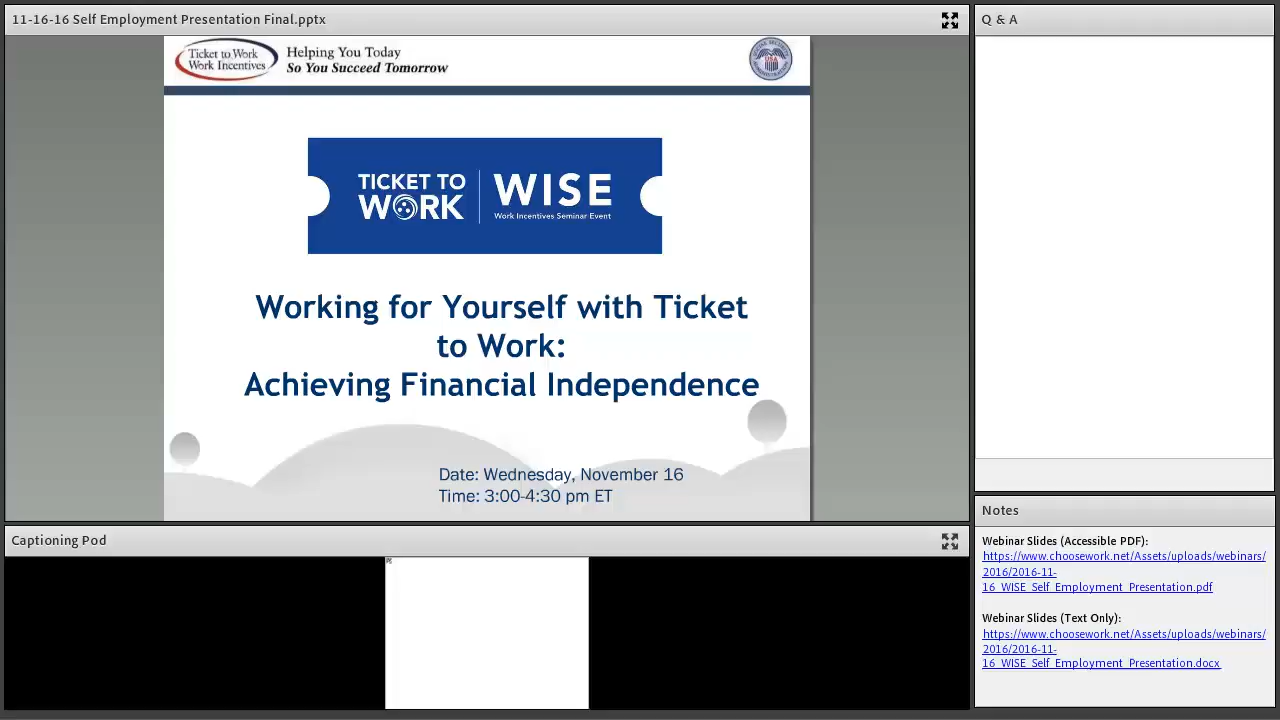 11-16-16 Self Employment Presentation Final.pptx
Ticket to Work
Work Incentives
Helping You Today
So You Succeed Tomorrow
TICKET TO
WORK
WISE
Work Incentives Seminar Event
Working for Yourself with Ticket
to Work:
Achieving Financial Independence
Date: Wednesday, November 16
Time: 3:00-4:30 pm ET
Captioning Pod
Q & A
Notes
Webinar Slides (Accessible PDF):
https://www.choosework.net/Assets/uploads/webinars/
2016/2016-11-
16_WISE_Self_Employment_Presentation.pdf
Webinar Slides (Text Only):
https://www.choosework.net/Assets/uploads/webinars/
2016/2016-11-
16_WISE_Self_Employment_Presentation.docx